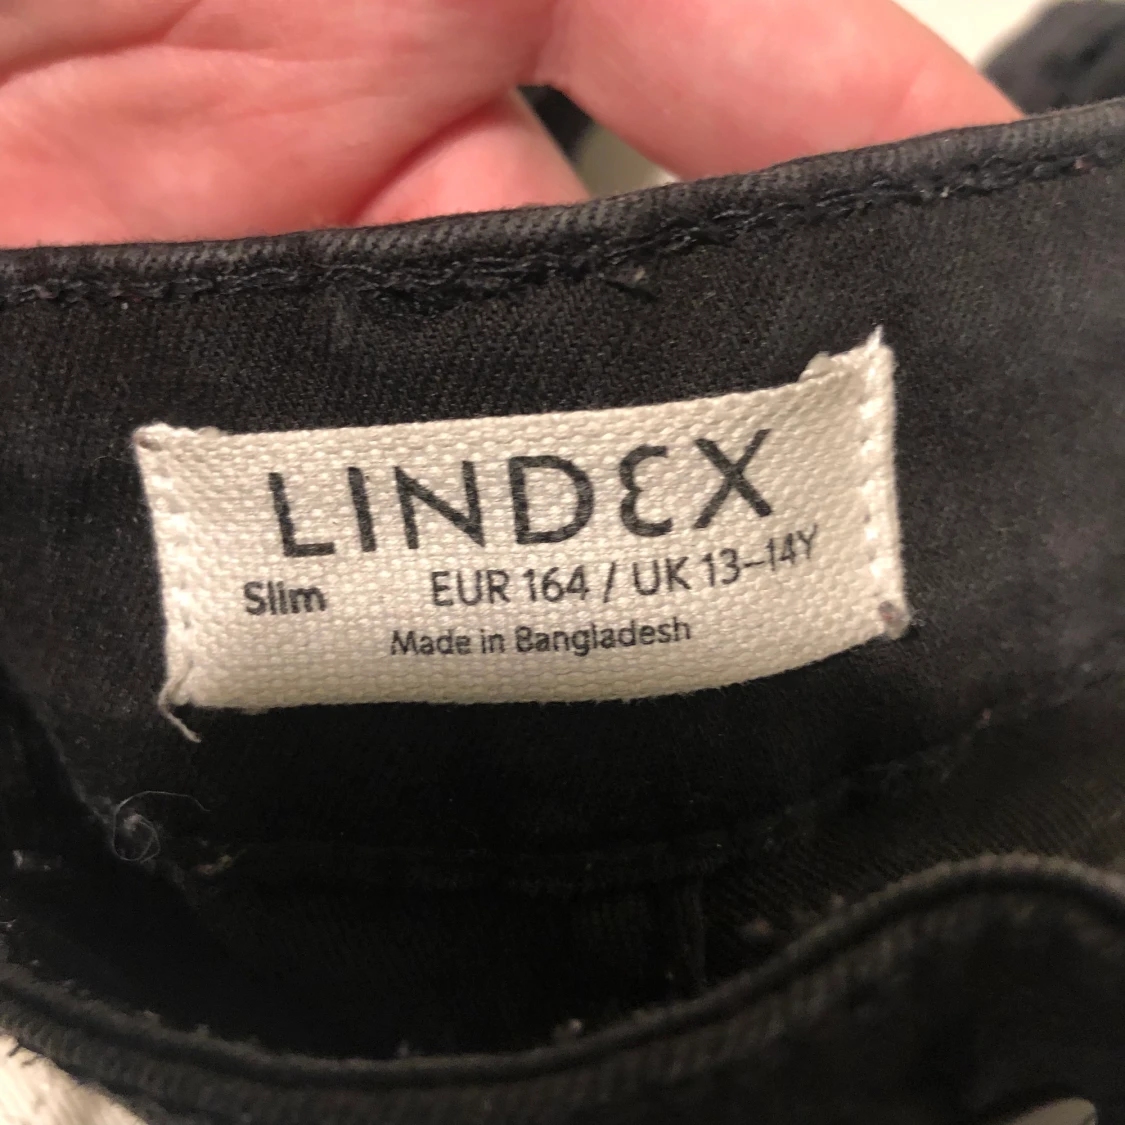 LINDEX
Slim EUR 164 / UK 13–14Y
Made in Bangladesh